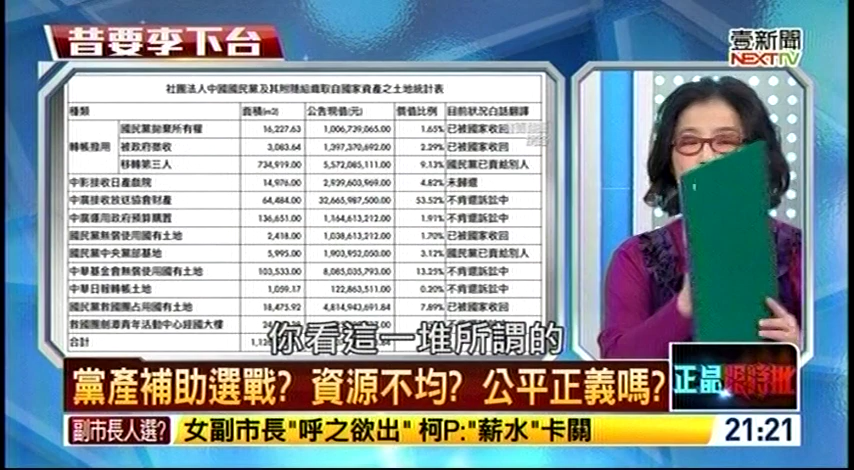 昔要李下台
壹新聞
NEXTTV
社團法人中國國民黨及其附隨組織取自國家資產之土地統計表
種類 面積(m2) 公告現值(元) 價值比例 目前狀況白話翻譯
轉帳撥用 國民黨拋棄所有權 16,227.63 1,006,739,065.00 1.65% 已被國家收回
被政府徵收 3,083.64 1,397,370,692.00 2.29% 已被國家收回
移轉第三人 734,919.00 5,572,085,111.00 9.13% 國民黨已賣給別人
中影接收日產戲院 14,976.00 2,939,603,969.00 4.82% 未歸還
中廣接收放送協會財產 64,484.00 32,665,987,500.00 53.52% 不肯還訴訟中
中廣運用政府預算購置 136,651.00 1,164,613,212.00 1.91% 不肯還訴訟中
國民黨無償使用國有土地 2,418.00 1,038,613,212.00 1.70% 已被國家收回
國民黨中央黨部基地 5,995.00 1,903,952,050.00 3.12% 國民黨已賣給別人
中華基金會無償使用國有土地 103,533.00 8,085,035,793.00 13.25% 不肯還訴訟中
中華日報轉帳土地 1,059.17 122,863,511.00 0.20% 不肯還訴訟中
國民黨救國團占用國有土地 18,475.92 4,814,943,691.84 7.89% 已被國家收回
救國團劍潭青年活動中心經國大樓
合計
你看這一堆所謂的
黨產補助選戰? 資源不均? 公平正義嗎?
正晶限時批
副市長人選? 女副市長"呼之欲出" 柯P:"薪水"卡關 21:21